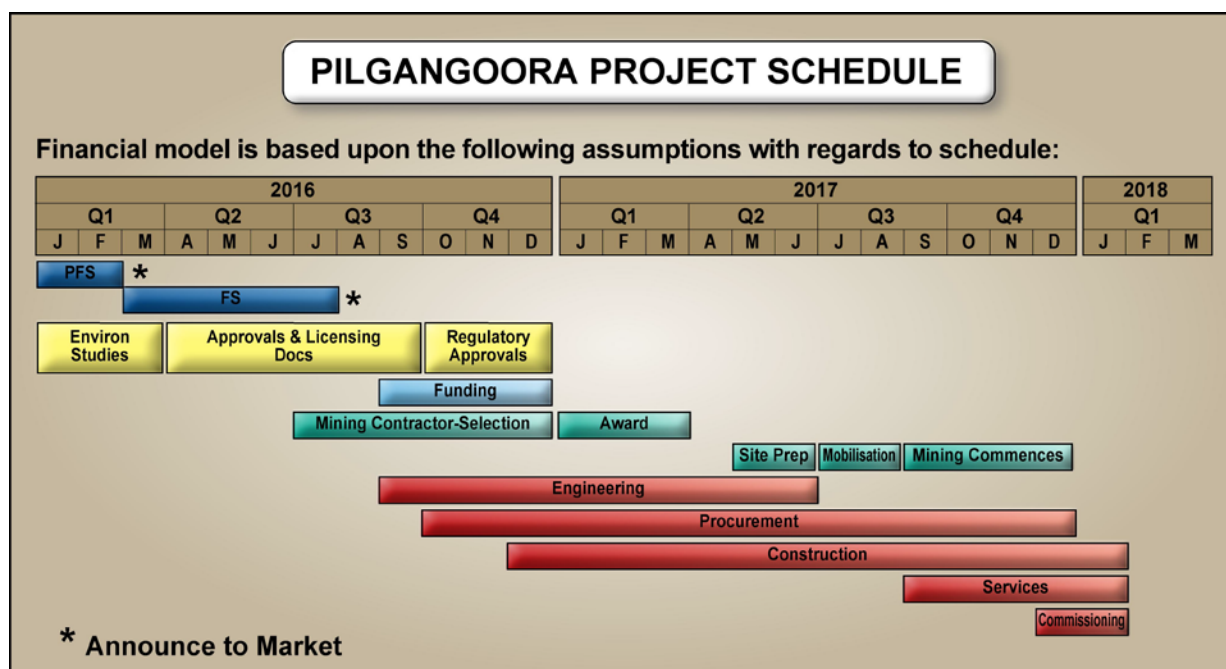 PILGANGOORA PROJECT SCHEDULE
Financial model is based upon the following assumptions with regards to schedule:
2016 2017 2018
Q1 Q2 Q3 Q4 Q1 Q2 Q3 Q4 Q1
J F M A M J J A S O N D J F M A M J J A S O N D J F M
PFS *
FS *
Environ Studies
Approvals & Licensing Docs
Regulatory Approvals
Funding
Mining Contractor-Selection Award
Site Prep Mobilisation Mining Commences
Engineering
Procurement
Construction
Services
Commissioning
* Announce to Market